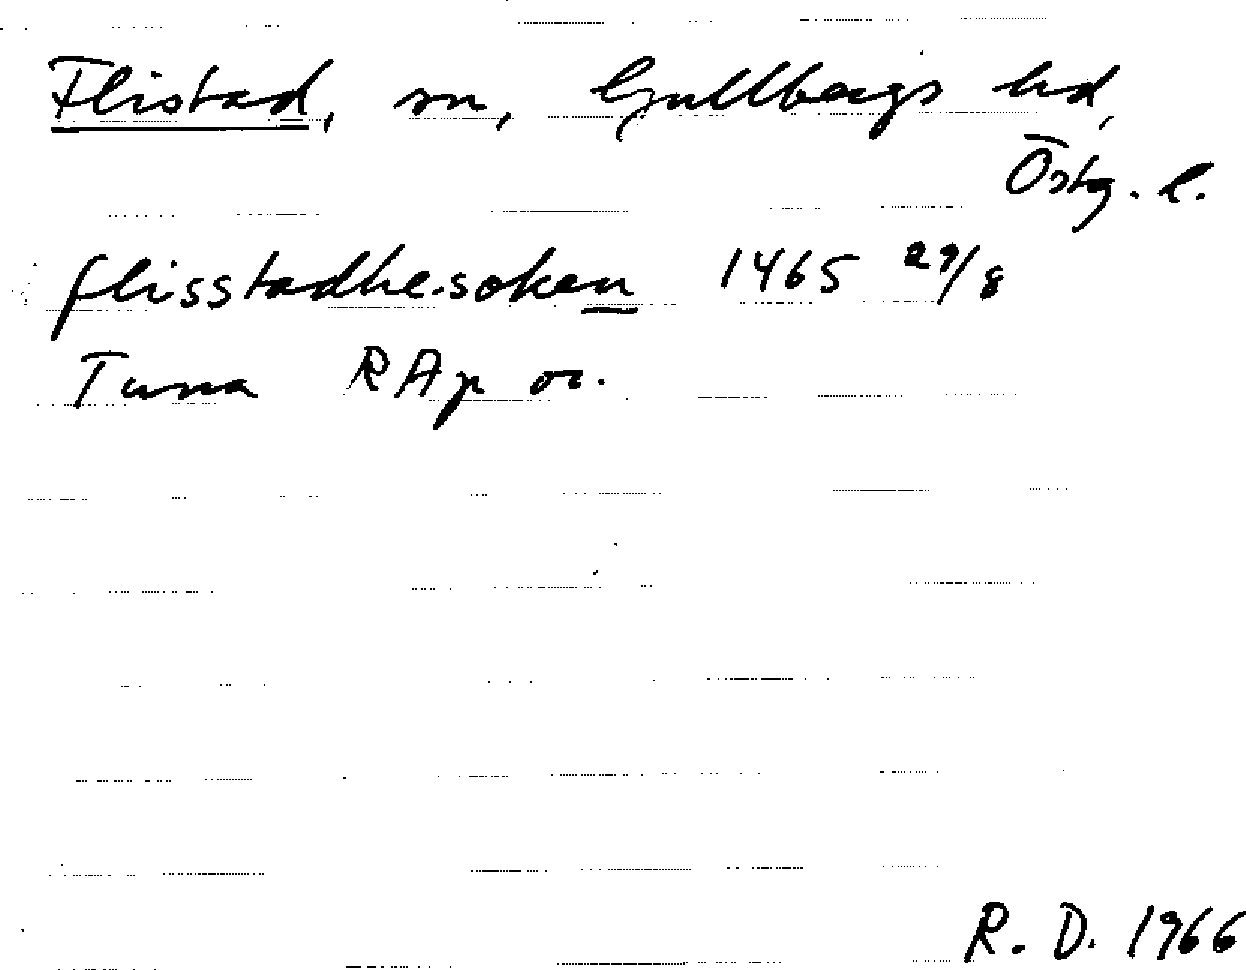 Flistad, sn, Gullbergs hd,
Östg. l.
flisstadhe.soken 1465 29/8
Tuna RAp or.
R. D. 1966